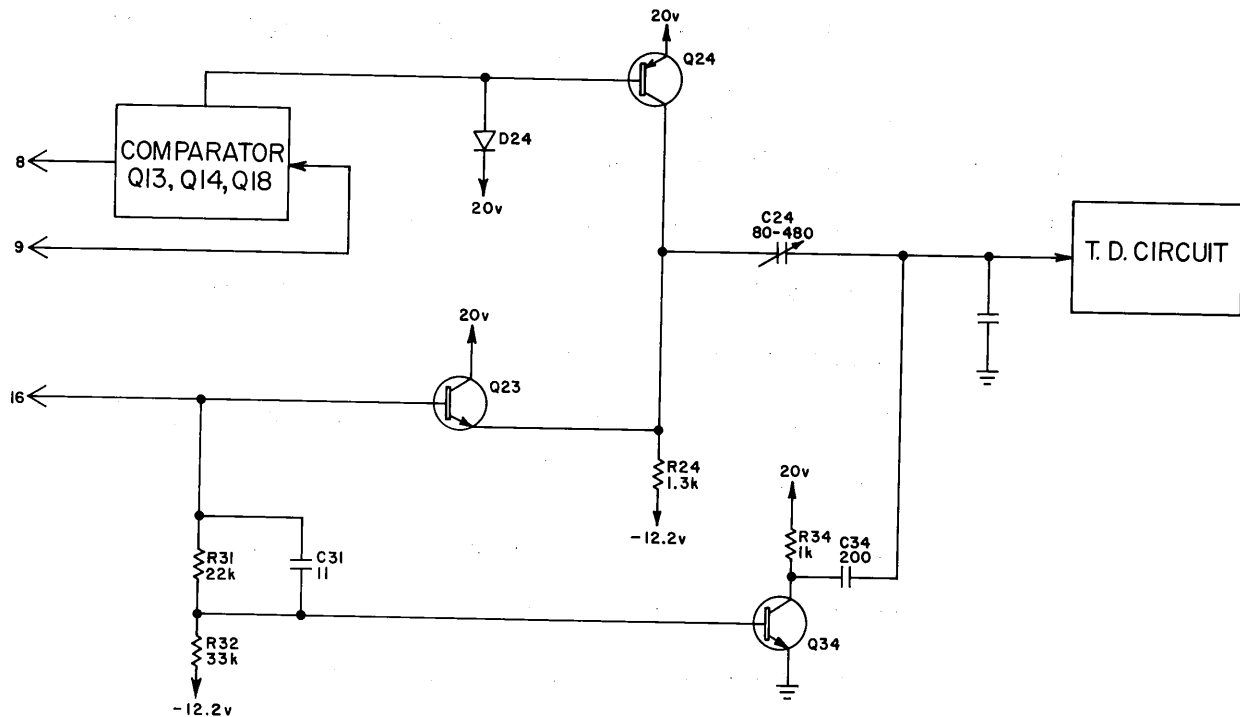 20v
Q24
COMPARATOR
Q13, Q14, Q18
8
D24
20v
9
C24
80-480
T. D. CIRCUIT
20v
Q23
16
R24
1.3k
-12.2v
20v
R31
22k
C31
11
R34
1k
C34
200
R32
33k
Q34
-12.2v